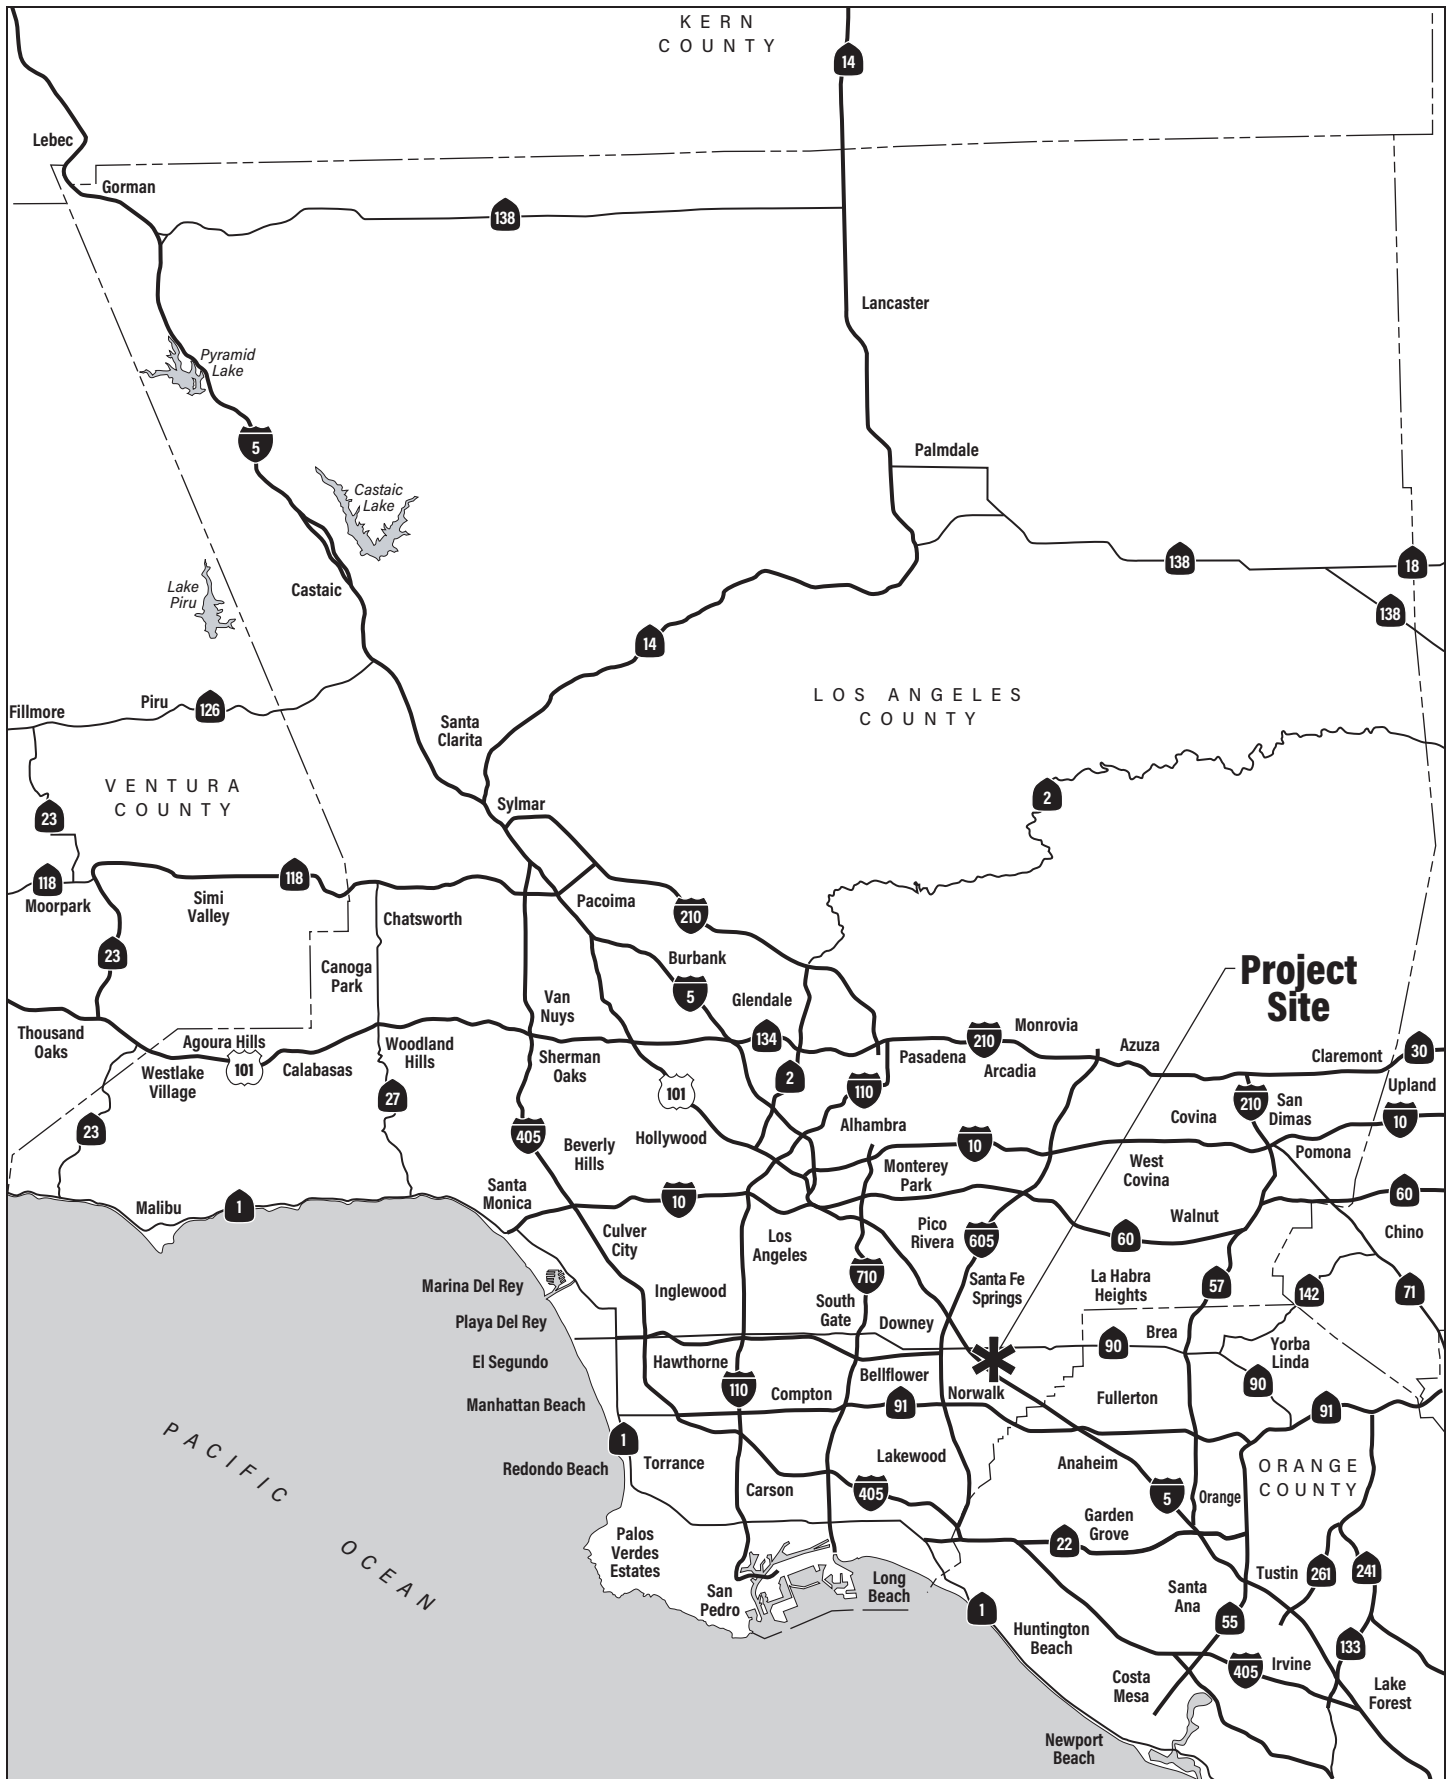 KERN
COUNTY
14
Lebec
Gorman
138
Lancaster
Pyramid
Lake
5
Palmdale
Castaic
Lake
138
18
Lake
Piru
Castaic
138
14
LOS ANGELES
COUNTY
Piru
126
Fillmore
Santa
Clarita
VENTURA
COUNTY
2
Sylmar
23
118
118
Moorpark
Simi
Valley
Chatsworth
Pacoima
210
23
Burbank
Canoga
Park
Project
Site
5
Van
Nuys
Glendale
Thousand
Oaks
Agoura Hills
134
210
Monrovia
Woodland
Hills
Azuza
Pasadena
Arcadia
Claremont
30
101
Calabasas
Westlake
Village
Sherman
Oaks
2
110
Upland
101
27
210
San
Dimas
10
23
405
Beverly
Hills
Hollywood
Alhambra
Covina
10
Pomona
Monterey
Park
West
Covina
Santa
Monica
10
60
Malibu
1
Walnut
Culver
City
Los
Angeles
Pico
Rivera
605
60
Chino
Marina Del Rey
Inglewood
710
Santa Fe
Springs
La Habra
Heights
57
142
71
South
Gate
Playa Del Rey
Downey
Brea
90
Yorba
Linda
El Segundo
Hawthorne
Bellflower
90
110
Compton
Norwalk
Fullerton
Manhattan Beach
91
91
1
Redondo Beach
Torrance
Lakewood
Anaheim
ORANGE
COUNTY
PACIFIC
OCEAN
Carson
405
5
Orange
Palos
Verdes
Estates
Garden
Grove
22
San
Pedro
Long
Beach
Tustin
261
241
Santa
Ana
1
55
Huntington
Beach
133
405
Irvine
Costa
Mesa
Lake
Forest
Newport
Beach